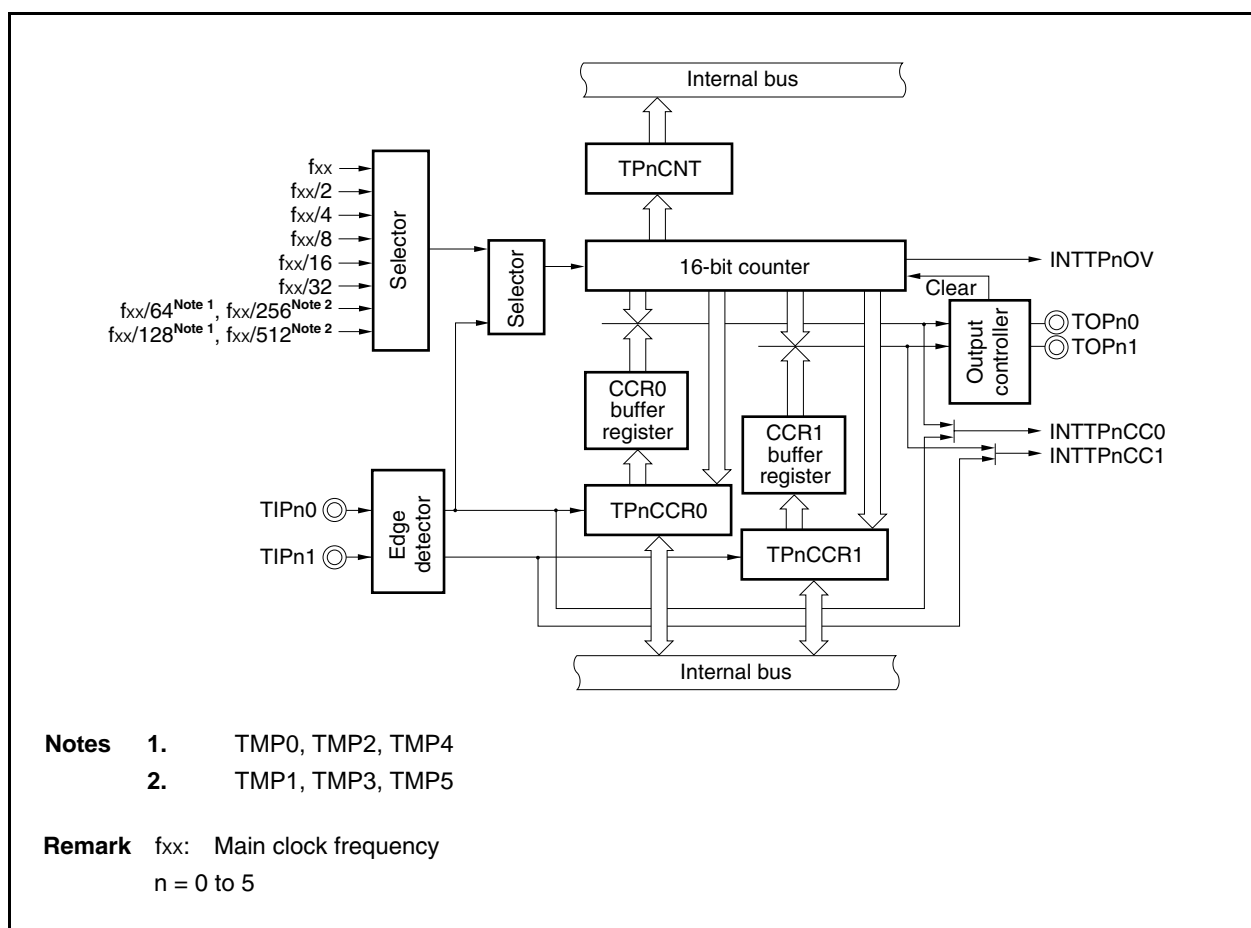 Internal bus
TPnCNT
fxx
fxx/2
fxx/4
fxx/8
fxx/16
fxx/32
fxx/64Note 1, fxx/256Note 2
fxx/128Note 1, fxx/512Note 2
Selector
Selector
16-bit counter
INTTPnOV
Clear
Output
controller
TOPn0
TOPn1
CCR0
buffer
register
CCR1
buffer
register
INTTPnCC0
INTTPnCC1
TIPn0
TIPn1
Edge
detector
TPnCCR0
TPnCCR1
Internal bus
Notes 1. TMP0, TMP2, TMP4
2. TMP1, TMP3, TMP5
Remark fxx: Main clock frequency
n = 0 to 5